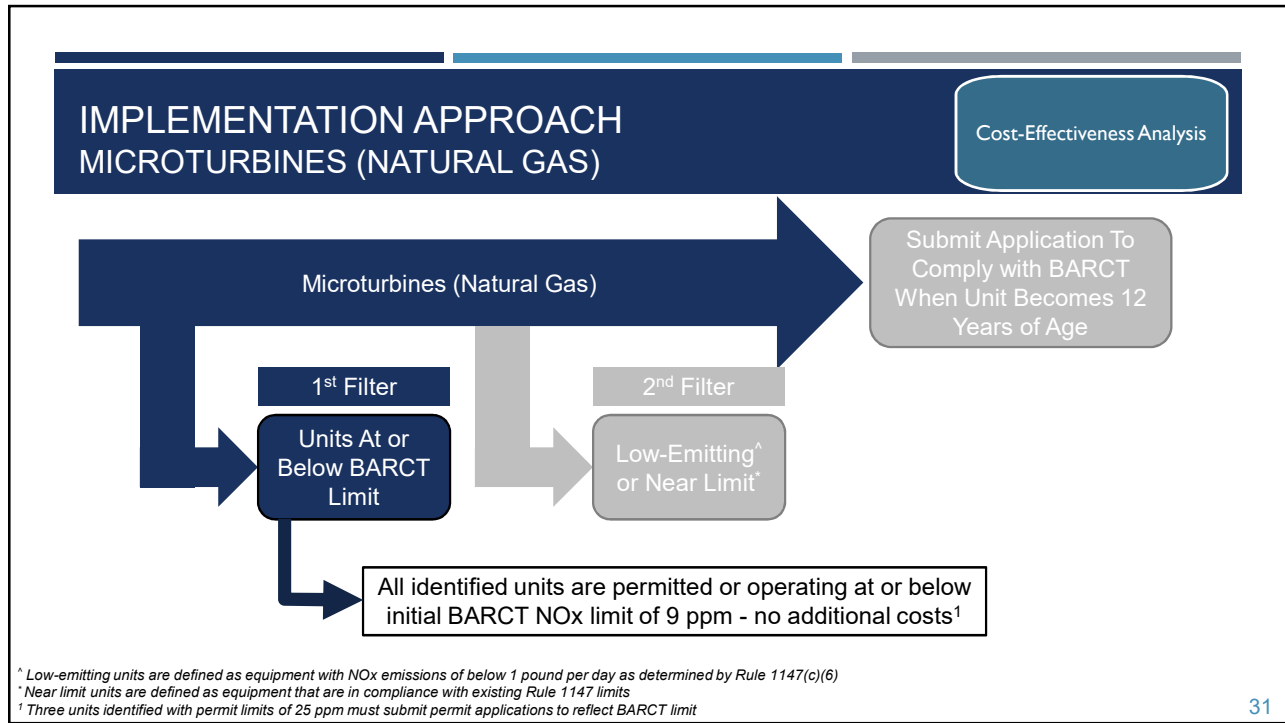 IMPLEMENTATION APPROACH
MICROTURBINES (NATURAL GAS)
Cost-Effectiveness Analysis
Microturbines (Natural Gas)
Submit Application To
Comply with BARCT
When Unit Becomes 12
Years of Age
1st Filter
Units At or
Below BARCT
Limit
2nd Filter
Low-Emitting^
or Near Limit*
All identified units are permitted or operating at or below
initial BARCT NOx limit of 9 ppm - no additional costs1
^ Low-emitting units are defined as equipment with NOx emissions of below 1 pound per day as determined by Rule 1147(c)(6)
* Near limit units are defined as equipment that are in compliance with existing Rule 1147 limits
1 Three units identified with permit limits of 25 ppm must submit permit applications to reflect BARCT limit
31